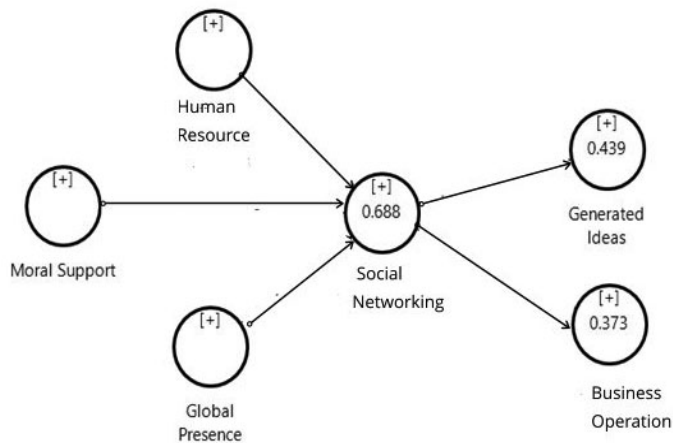 [+]
Human
Resource
[+]
Moral Support
[+]
Global
Presence
[+]
0.688
Social
Networking
[+]
0.439
Generated
Ideas
[+]
0.373
Business
Operation